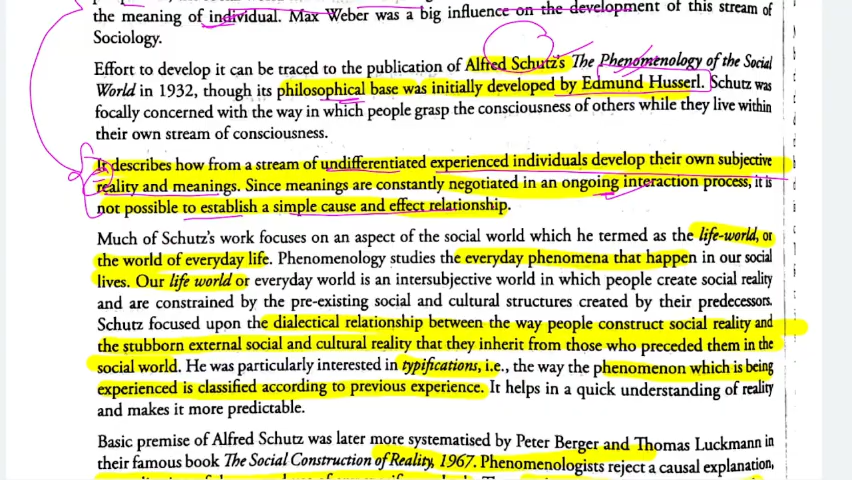 the meaning of individual. Max Weber was a big influence on the development of this stream of
Sociology.
Effort to develop it can be traced to the publication of Alfred Schutz's The Phenomenology of the Social
World in 1932, though its philosophical base was initially developed by Edmund Husserl. Schutz was
focally concerned with the way in which people grasp the consciousness of others while they live within
their own stream of consciousness.
It describes how from a stream of undifferentiated experienced individuals develop their own subjective
reality and meanings. Since meanings are constantly negotiated in an ongoing interaction process, it is
not possible to establish a simple cause and effect relationship.
Much of Schutz's work focuses on an aspect of the social world which he termed as the life-world, or
the world of everyday life. Phenomenology studies the everyday phenomena that happen in our social
lives. Our life world or everyday world is an intersubjective world in which people create social reality
and are constrained by the pre-existing social and cultural structures created by their predecessors.
Schutz focused upon the dialectical relationship between the way people construct social reality and
the stubborn external social and cultural reality that they inherit from those who preceded them in the
social world. He was particularly interested in typifications, i.e., the way the phenomenon which is being
experienced is classified according to previous experience. It helps in a quick understanding of reality
and makes it more predictable.
Basic premise of Alfred Schutz was later more systematised by Peter Berger and Thomas Luckmann in
their famous book The Social Construction of Reality, 1967. Phenomenologists reject a causal explanation,